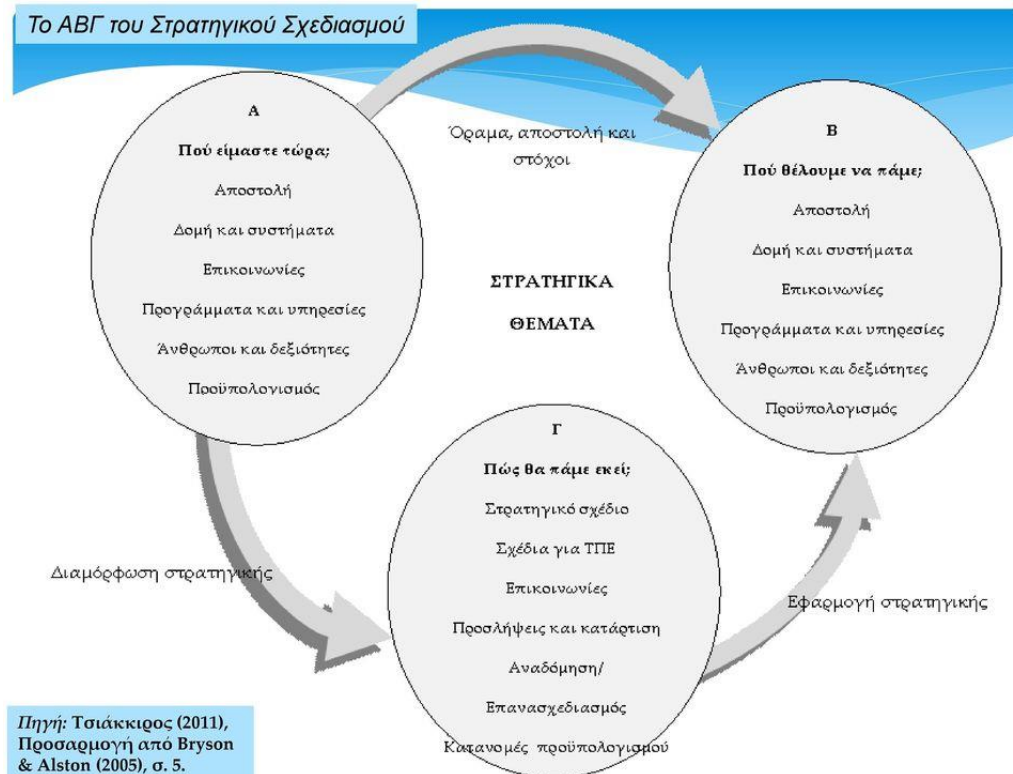 Το ΑΒΓ του Στρατηγικού Σχεδιασμού
Α
Πού είμαστε τώρα;
Αποστολή
Δομή και συστήματα
Επικοινωνίες
Προγράμματα και υπηρεσίες
Άνθρωποι και δεξιότητες
Προϋπολογισμός
Όραμα, αποστολή και
στόχοι
Β
Πού θέλουμε να πάμε;
Αποστολή
Δομή και συστήματα
Επικοινωνίες
Προγράμματα και υπηρεσίες
Άνθρωποι και δεξιότητες
Προϋπολογισμός
ΣΤΡΑΤΗΓΙΚΑ
ΘΕΜΑΤΑ
Γ
Πώς θα πάμε εκεί;
Στρατηγικό σχέδιο
Σχέδια για ΤΠΕ
Επικοινωνίες
Προσλήψεις και κατάρτιση
Αναδόμηση/
Επανασχεδιασμός
Κατανομές προϋπολογισμού
Διαμόρφωση στρατηγικής
Εφαρμογή στρατηγικής
Πηγή: Τσιάκκιρος (2011),
Προσαρμογή από Bryson
& Alston (2005), σ. 5.